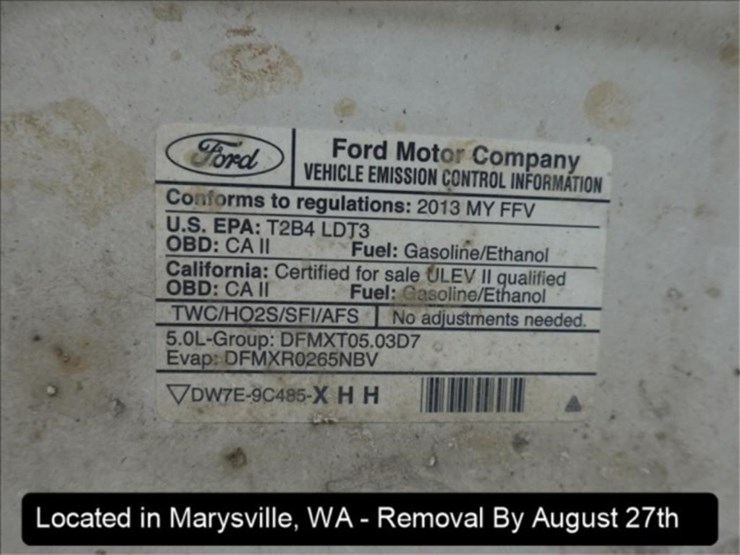 Ford
Ford Motor Company
VEHICLE EMISSION CONTROL INFORMATION
Conforms to regulations: 2013 MY FFV
U.S. EPA: T2B4 LDT3
OBD: CA II Fuel: Gasoline/Ethanol
California: Certified for sale ULEV II qualified
OBD: CA II Fuel: Gasoline/Ethanol
TWC/HO2S/SFI/AFS No adjustments needed.
5.0L-Group: DFMXT05.03D7
Evap: DFMXR0265NBV
DW7E-9C485-X H H
Located in Marysville, WA - Removal By August 27th